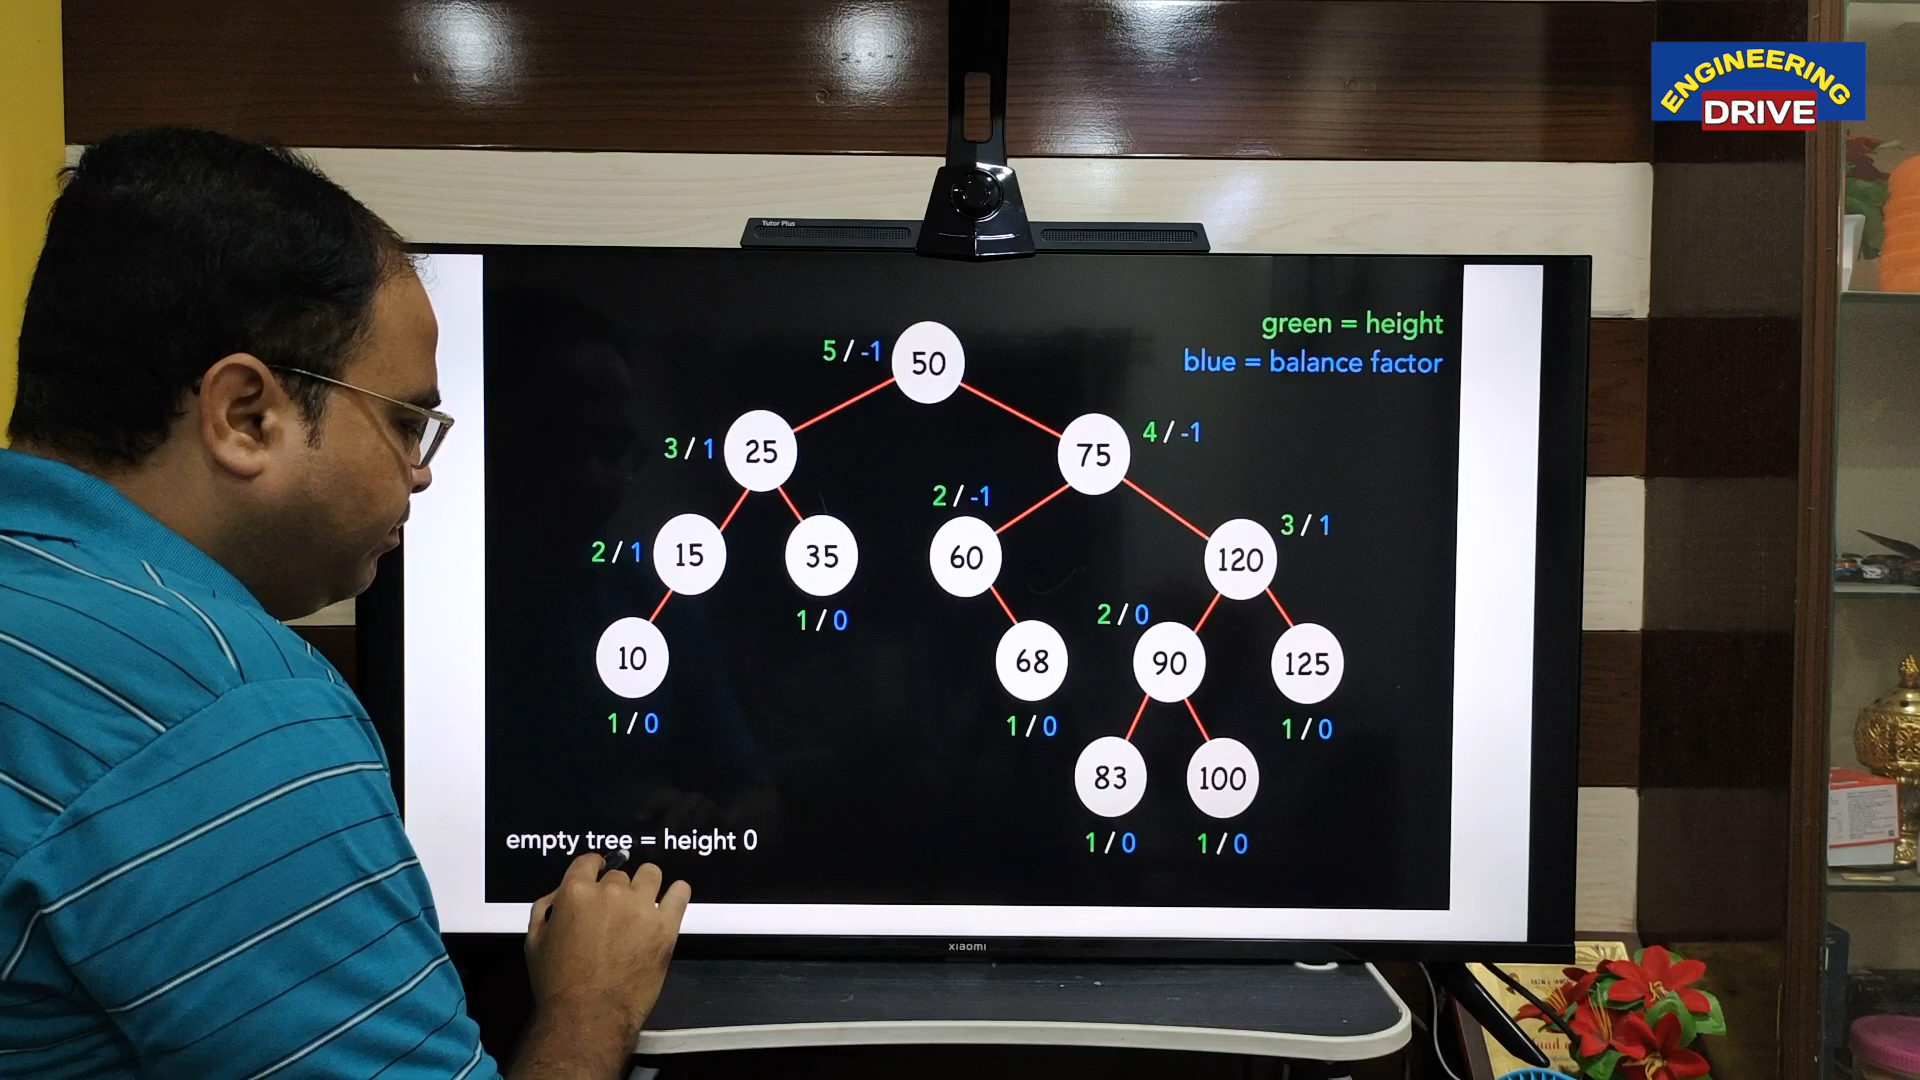 ENGINEERING
DRIVE
Tutor Plus
green = height
blue = balance factor
5 / -1
50
3 / 1
25
75
4 / -1
2 / -1
2 / 1
15
35
60
120
3 / 1
1 / 0
2 / 0
10
68
90
125
1 / 0
1 / 0
1 / 0
83
100
empty tree = height 0
1 / 0
1 / 0
xiaomi